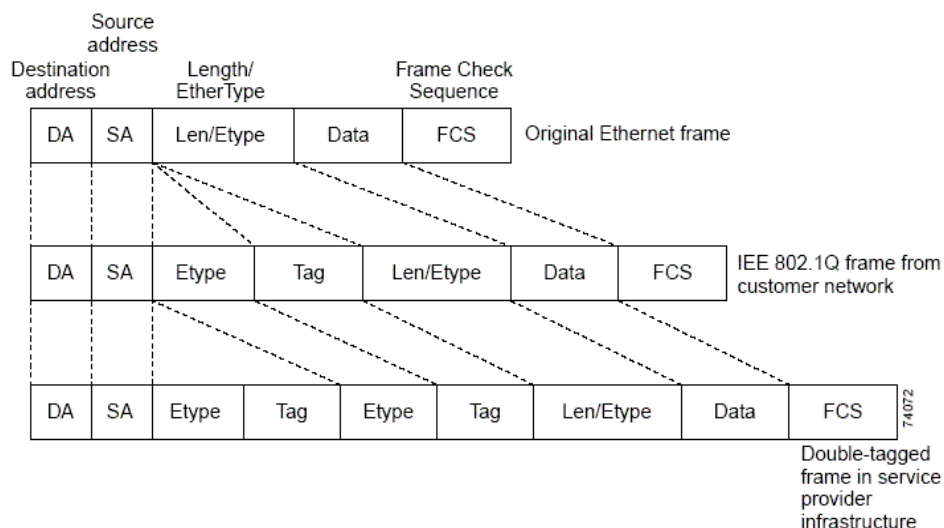 Source
address
Destination
address
Length/
EtherType
Frame Check
Sequence
DA SA Len/Etype Data FCS
Original Ethernet frame
DA SA Etype Tag Len/Etype Data FCS
IEE 802.1Q frame from
customer network
DA SA Etype Tag Etype Tag Len/Etype Data FCS
74072
Double-tagged
frame in service
provider
infrastructure